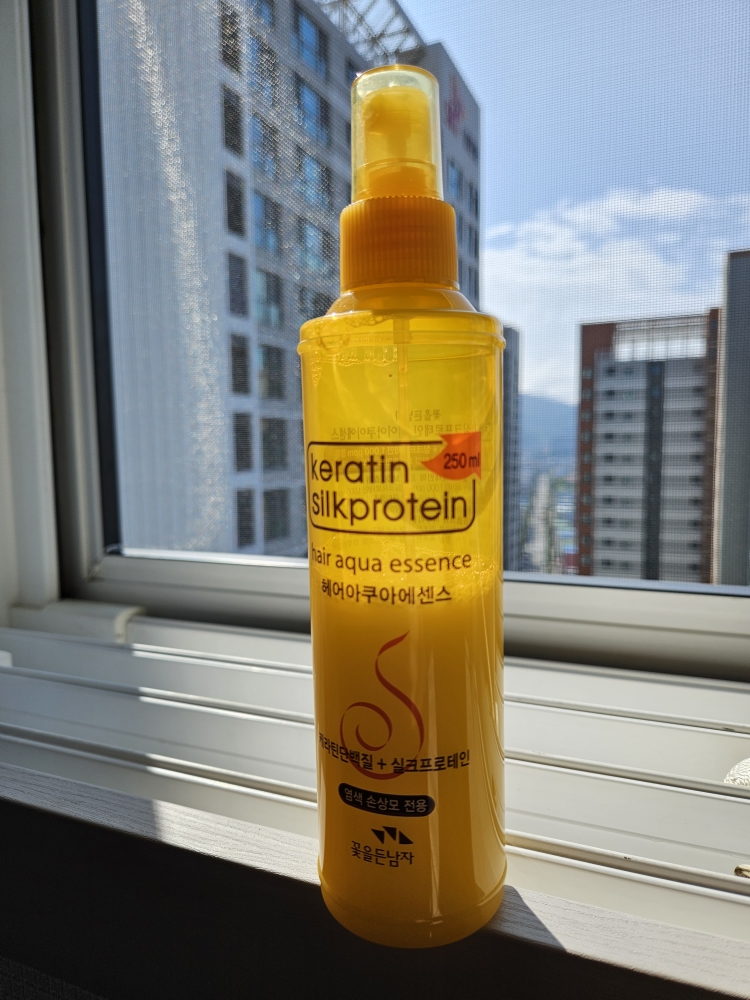 keratin
250 ml
silkprotein
hair aqua essence
헤어아쿠아에센스
케라틴단백질 + 실크프로테인
염색 손상모 전용
꽃을든남자